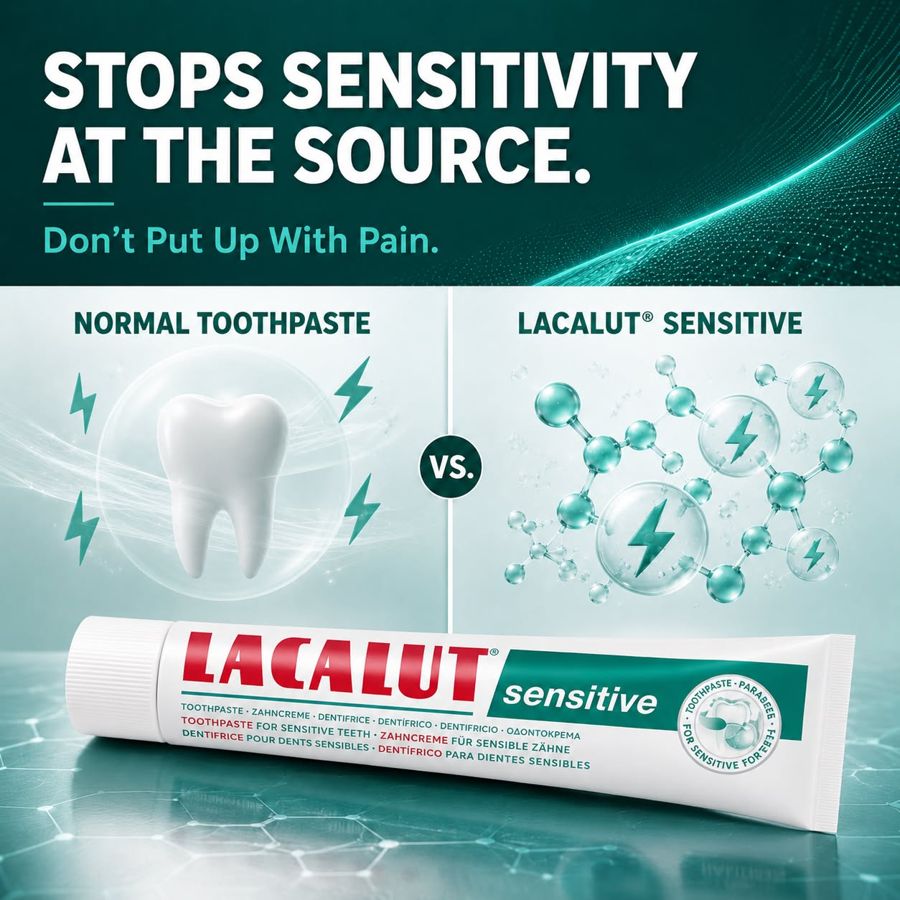 STOPS SENSITIVITY
AT THE SOURCE.
Don't Put Up With Pain.
NORMAL TOOTHPASTE
LACALUT® SENSITIVE
VS.
LACALUT®
sensitive
TOOTHPASTE · ZAHNCREME · DENTIFRICE · DENTÍFRICO · DENTIFRICIO · ΟΔΟΝΤΟΚΡΕΜΑ
TOOTHPASTE FOR SENSITIVE TEETH · ZAHNCREME FÜR SENSIBLE ZÄHNE
DENTIFRICE POUR DENTS SENSIBLES · DENTÍFRICO PARA DIENTES SENSIBLES
· TOOTHPASTE · PARABEEE ·
FOR SENSITIVE FOR